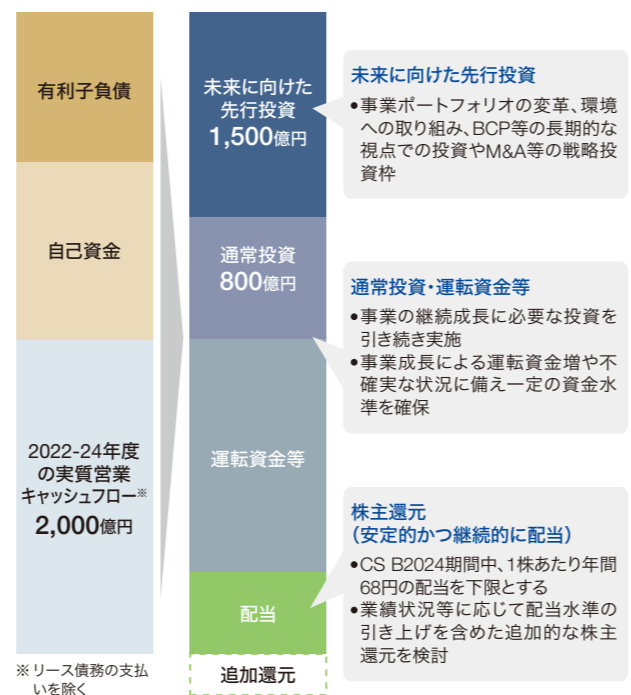 有利子負債
自己資金
2022-24年度
の実質営業
キャッシュフロー※
2,000億円
※リース債務の支払
いを除く
未来に向けた
先行投資
1,500億円
通常投資
800億円
運転資金等
配当
追加還元
未来に向けた先行投資
●事業ポートフォリオの変革、環境
への取り組み、BCP等の長期的な
視点での投資やM&A等の戦略投
資枠
通常投資・運転資金等
●事業の継続成長に必要な投資を
引き続き実施
●事業成長による運転資金増や不
確実な状況に備え一定の資金水
準を確保
株主還元
（安定的かつ継続的に配当）
●CS B2024期間中、1株あたり年間
68円の配当を下限とする
●業績状況等に応じて配当水準の
引き上げを含めた追加的な株主
還元を検討